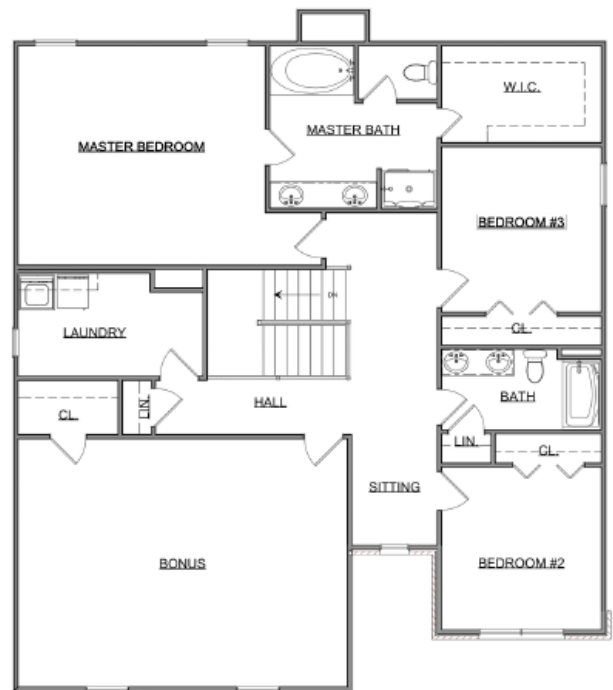 W.I.C.
MASTER BATH
MASTER BEDROOM
BEDROOM #3
DN
LAUNDRY
CL.
BATH
HALL
LIN.
CL.
LIN.
CL.
SITTING
BONUS
BEDROOM #2